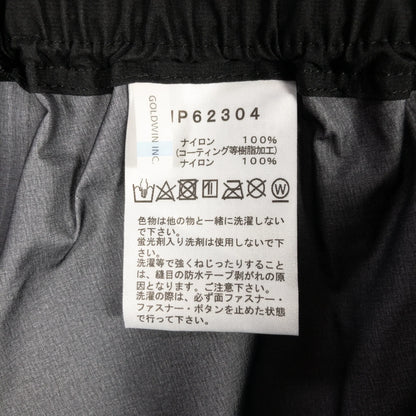 GOLDWIN INC.
IP62304
ナイロン 100%
(コーティング等樹脂加工)
ナイロン 100%
W
色物は他の物と一緒に洗濯しない
で下さい。
蛍光剤入り洗剤は使用しないで下
さい。
洗濯等で強くねじったりすること
は、縫目の防水テープ剥がれの原
因となります。ご注意下さい。
洗濯の際は、必ず面ファスナー・
ファスナー・ボタンを止めた状態
で行って下さい。